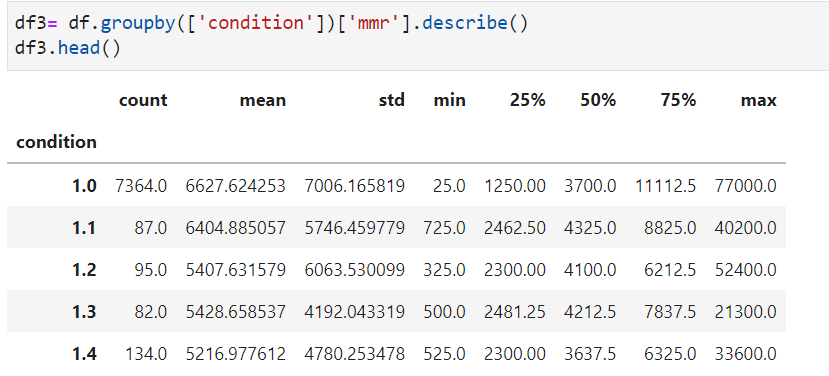 df3= df.groupby(['condition'])['mmr'].describe()
df3.head()
count mean std min 25% 50% 75% max
condition
1.0 7364.0 6627.624253 7006.165819 25.0 1250.00 3700.0 11112.5 77000.0
1.1 87.0 6404.885057 5746.459779 725.0 2462.50 4325.0 8825.0 40200.0
1.2 95.0 5407.631579 6063.530099 325.0 2300.00 4100.0 6212.5 52400.0
1.3 82.0 5428.658537 4192.043319 500.0 2481.25 4212.5 7837.5 21300.0
1.4 134.0 5216.977612 4780.253478 525.0 2300.00 3637.5 6325.0 33600.0